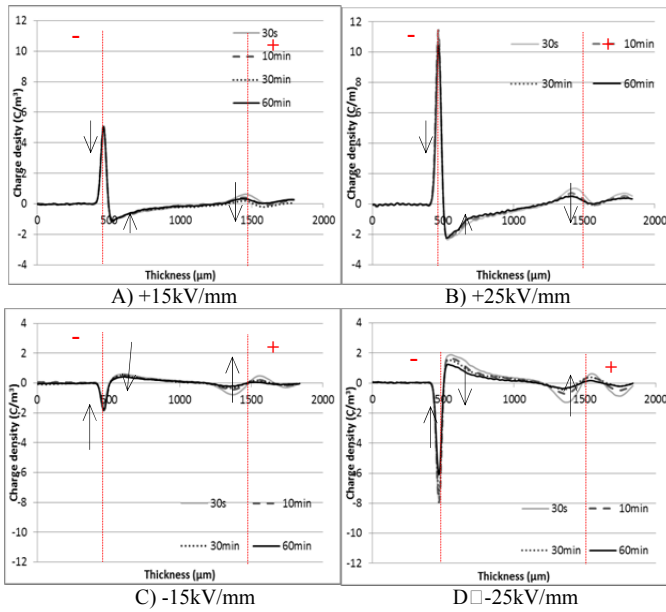 12
10
8
6
4
2
0
-2
-4
0
500
1000
1500
2000
Charge desity (C/m³)
Thickness (µm)
-
+
30s
10min
30min
60min
A) +15kV/mm
12
10
8
6
4
2
0
-2
-4
0
500
1000
1500
2000
Charge density (C/m)
Thickness (µm)
-
+
30s
10min
30min
60min
B) +25kV/mm
4
2
0
-2
-4
-6
-8
-10
-12
0
500
1000
1500
2000
Charge density (C/m³)
Thickness (µm)
-
+
30s
10min
30min
60min
C) -15kV/mm
4
2
0
-2
-4
-6
-8
-10
-12
0
500
1000
1500
2000
Charge density (C/m³)
Thickness (µm)
-
+
30s
10min
30min
60min
D□-25kV/mm